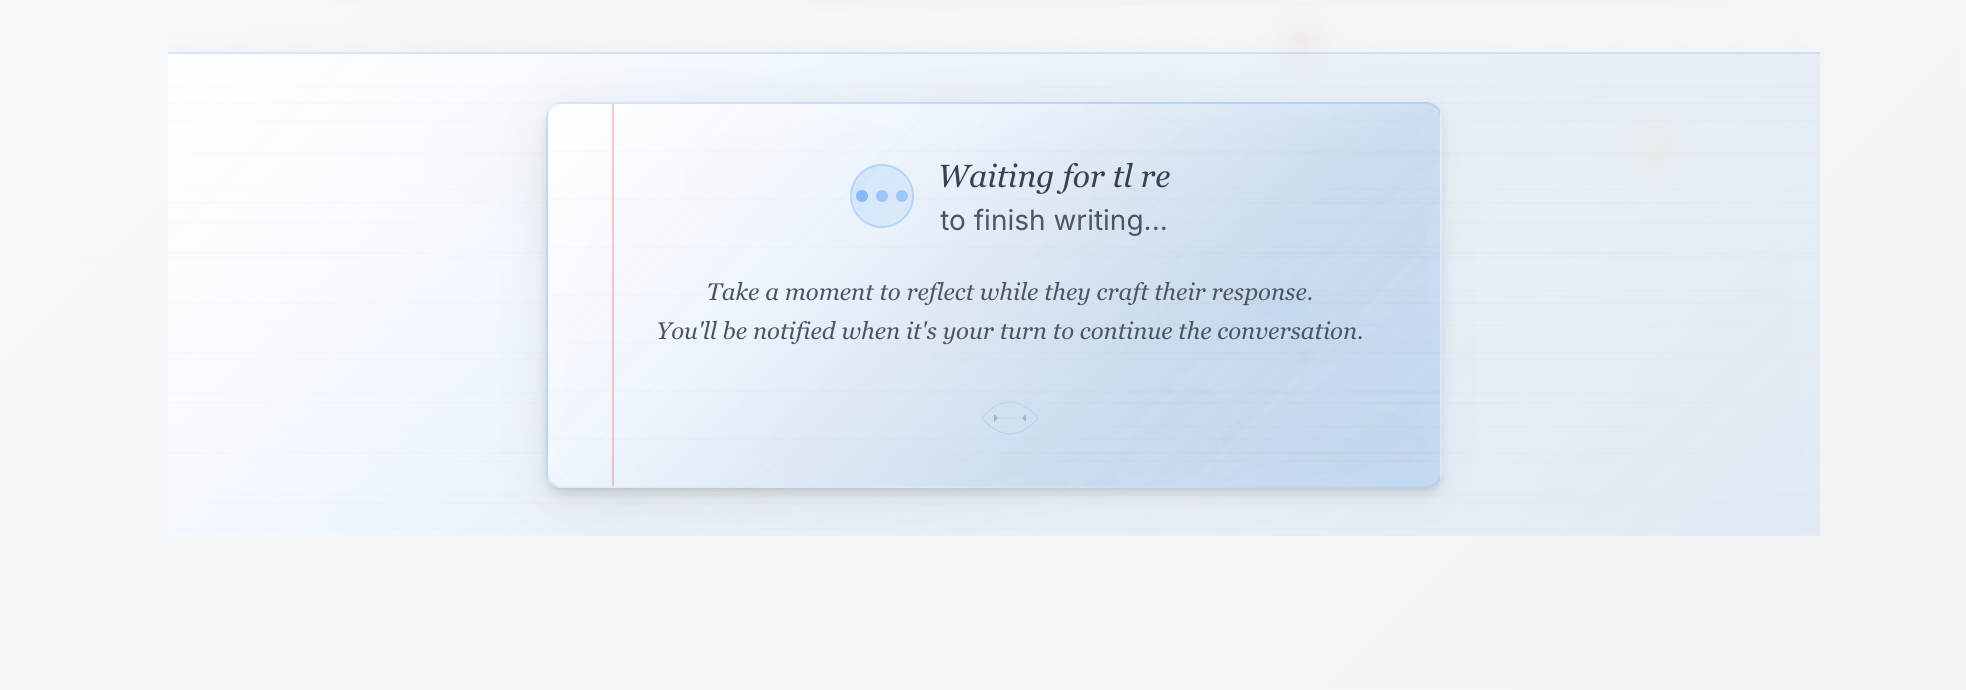 Waiting for tl re
to finish writing...
Take a moment to reflect while they craft their response.
You'll be notified when it's your turn to continue the conversation.